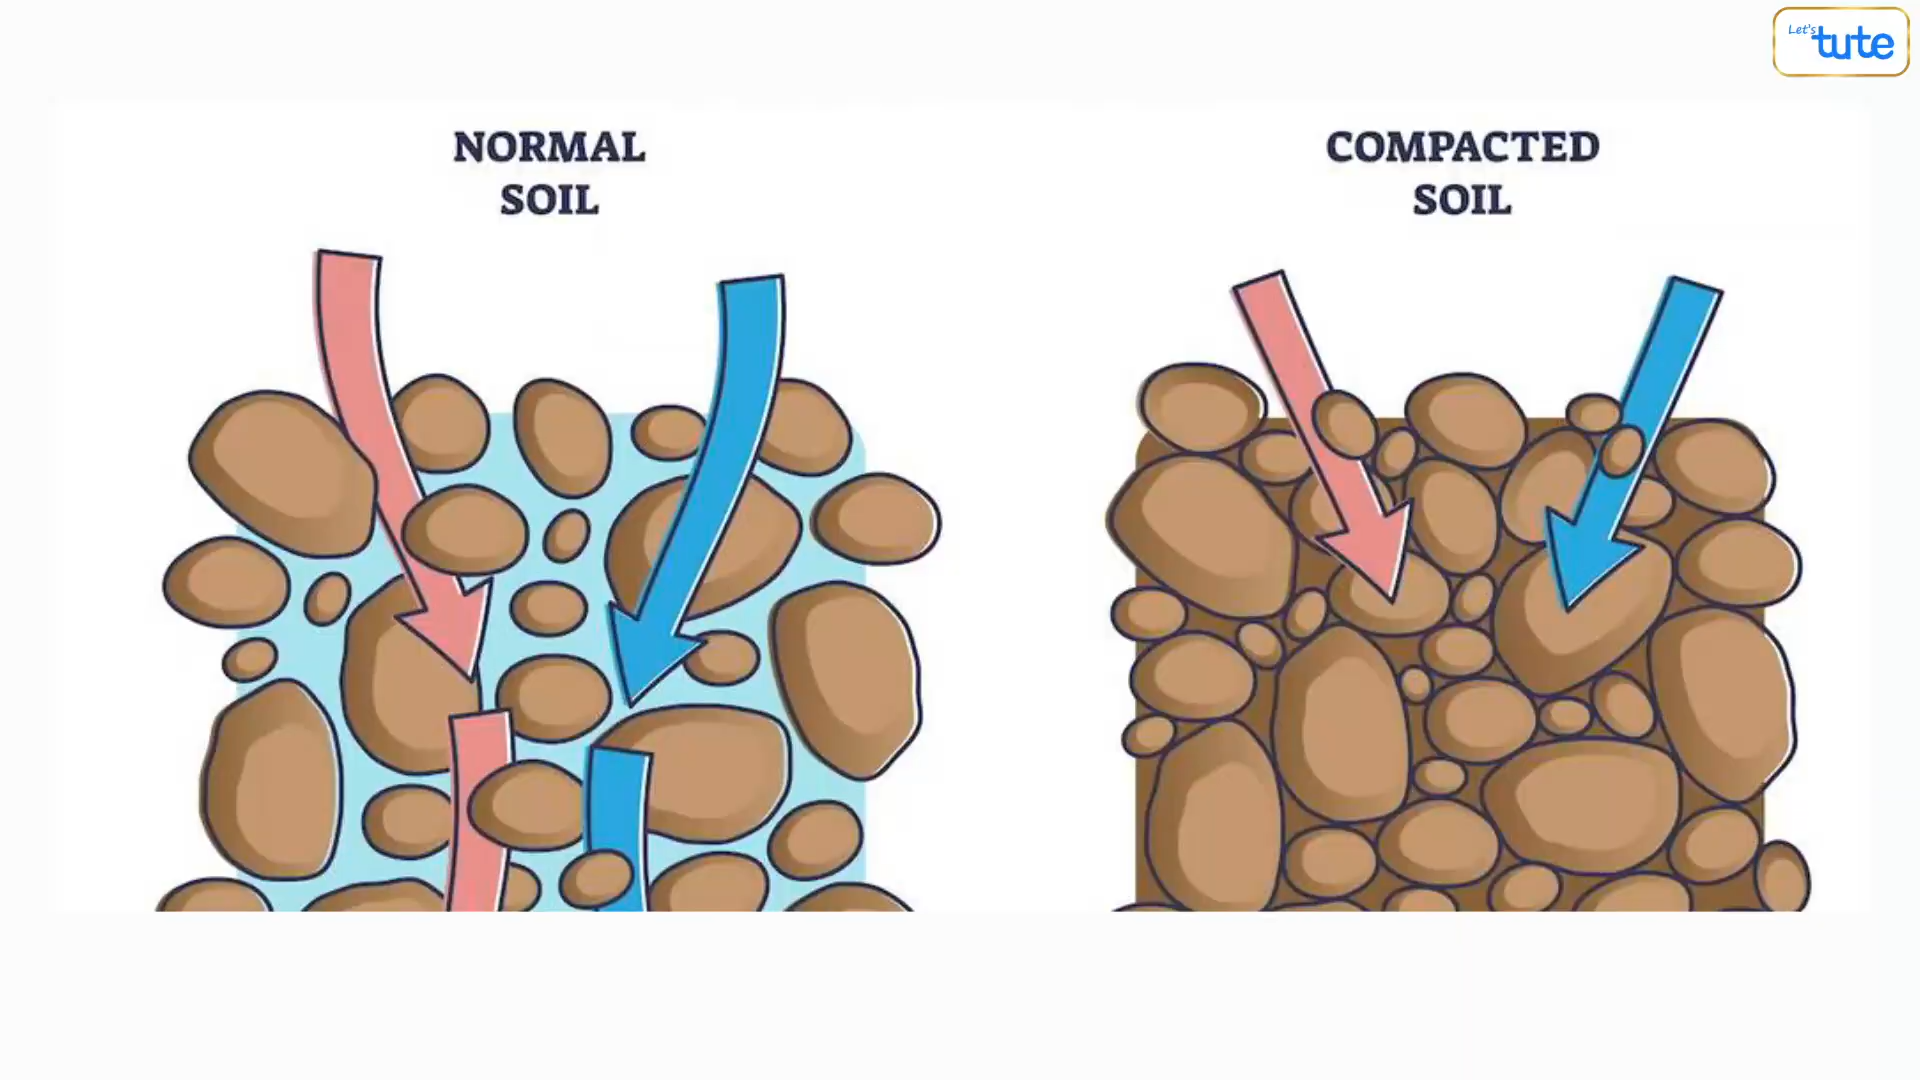 Let's
tute
NORMAL
SOIL
COMPACTED
SOIL